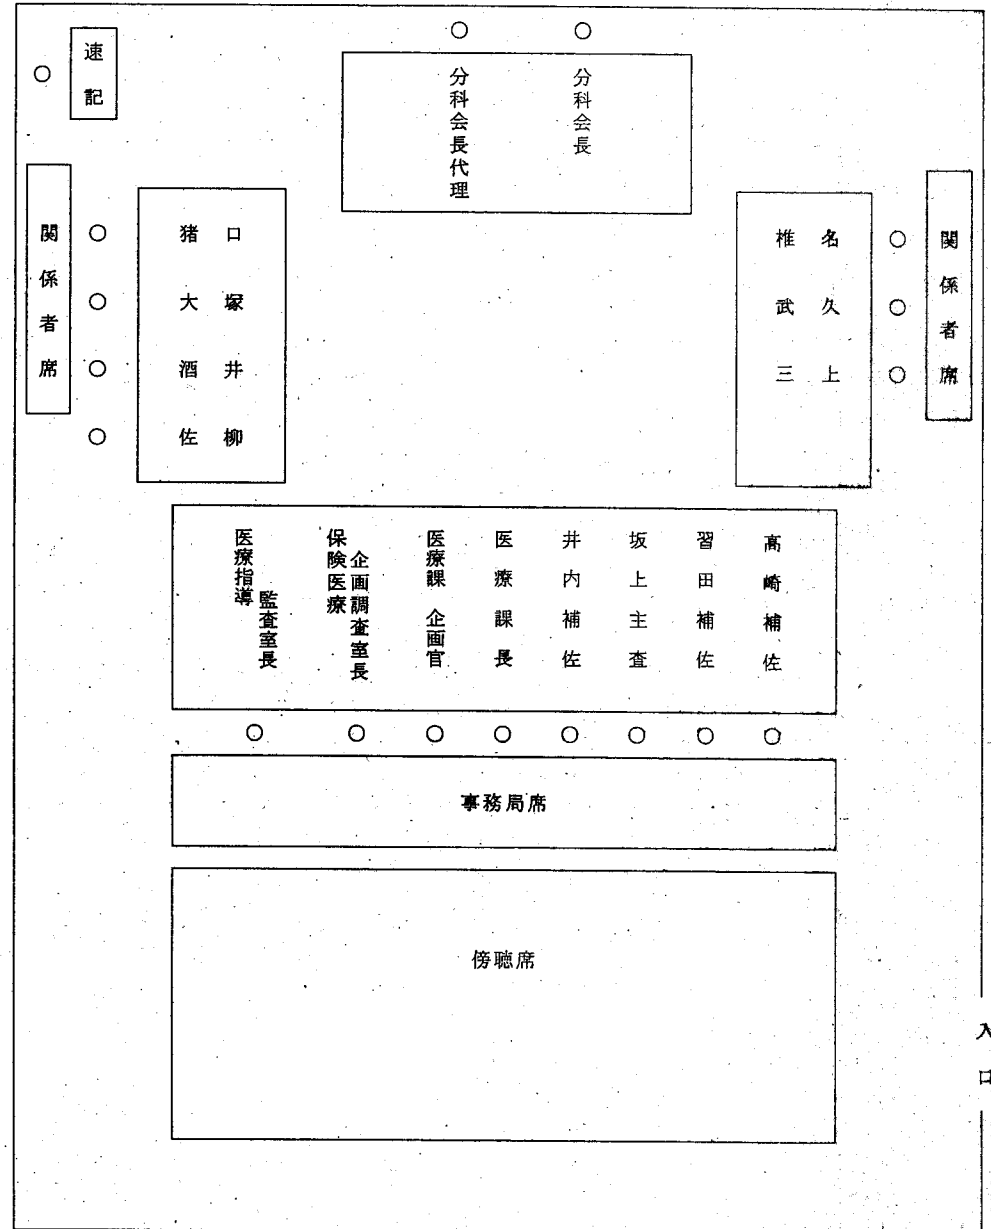 速記
分科会長代理
分科会長
関係者席
猪口
大塚
酒井
佐柳
椎名
武久
三上
関係者席
医療指導
監査室長
保険医療
企画調査室長
医療課 企画官
医療課長
井内補佐
坂上主査
習田補佐
高崎補佐
事務局席
傍聴席
入口